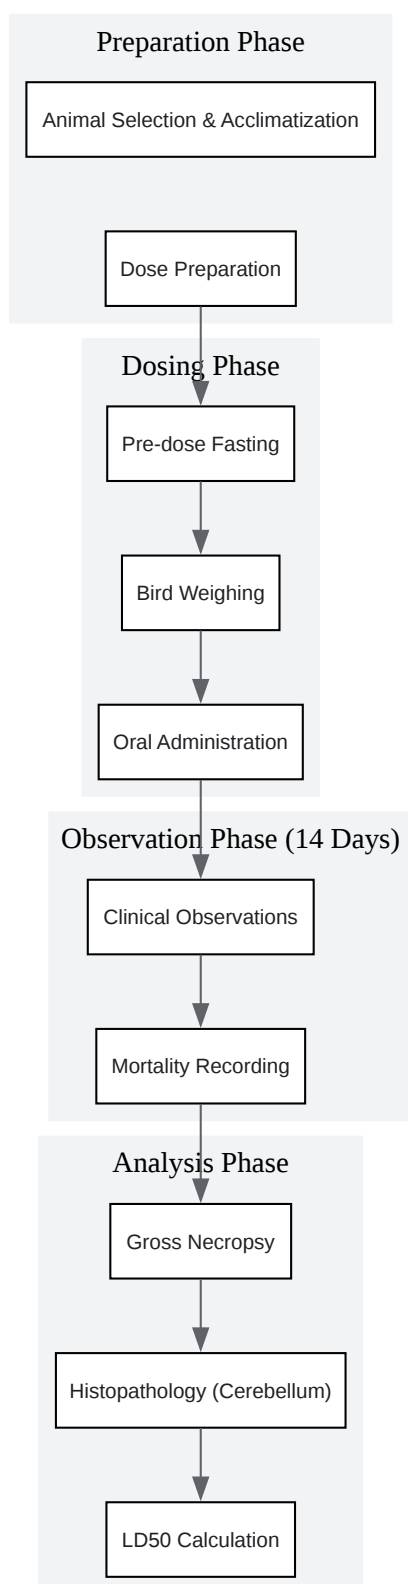 Preparation Phase
Animal Selection & Acclimatization
Dose Preparation
Dosing Phase
Pre-dose Fasting
Bird Weighing
Oral Administration
Observation Phase (14 Days)
Clinical Observations
Mortality Recording
Analysis Phase
Gross Necropsy
Histopathology (Cerebellum)
LD50 Calculation